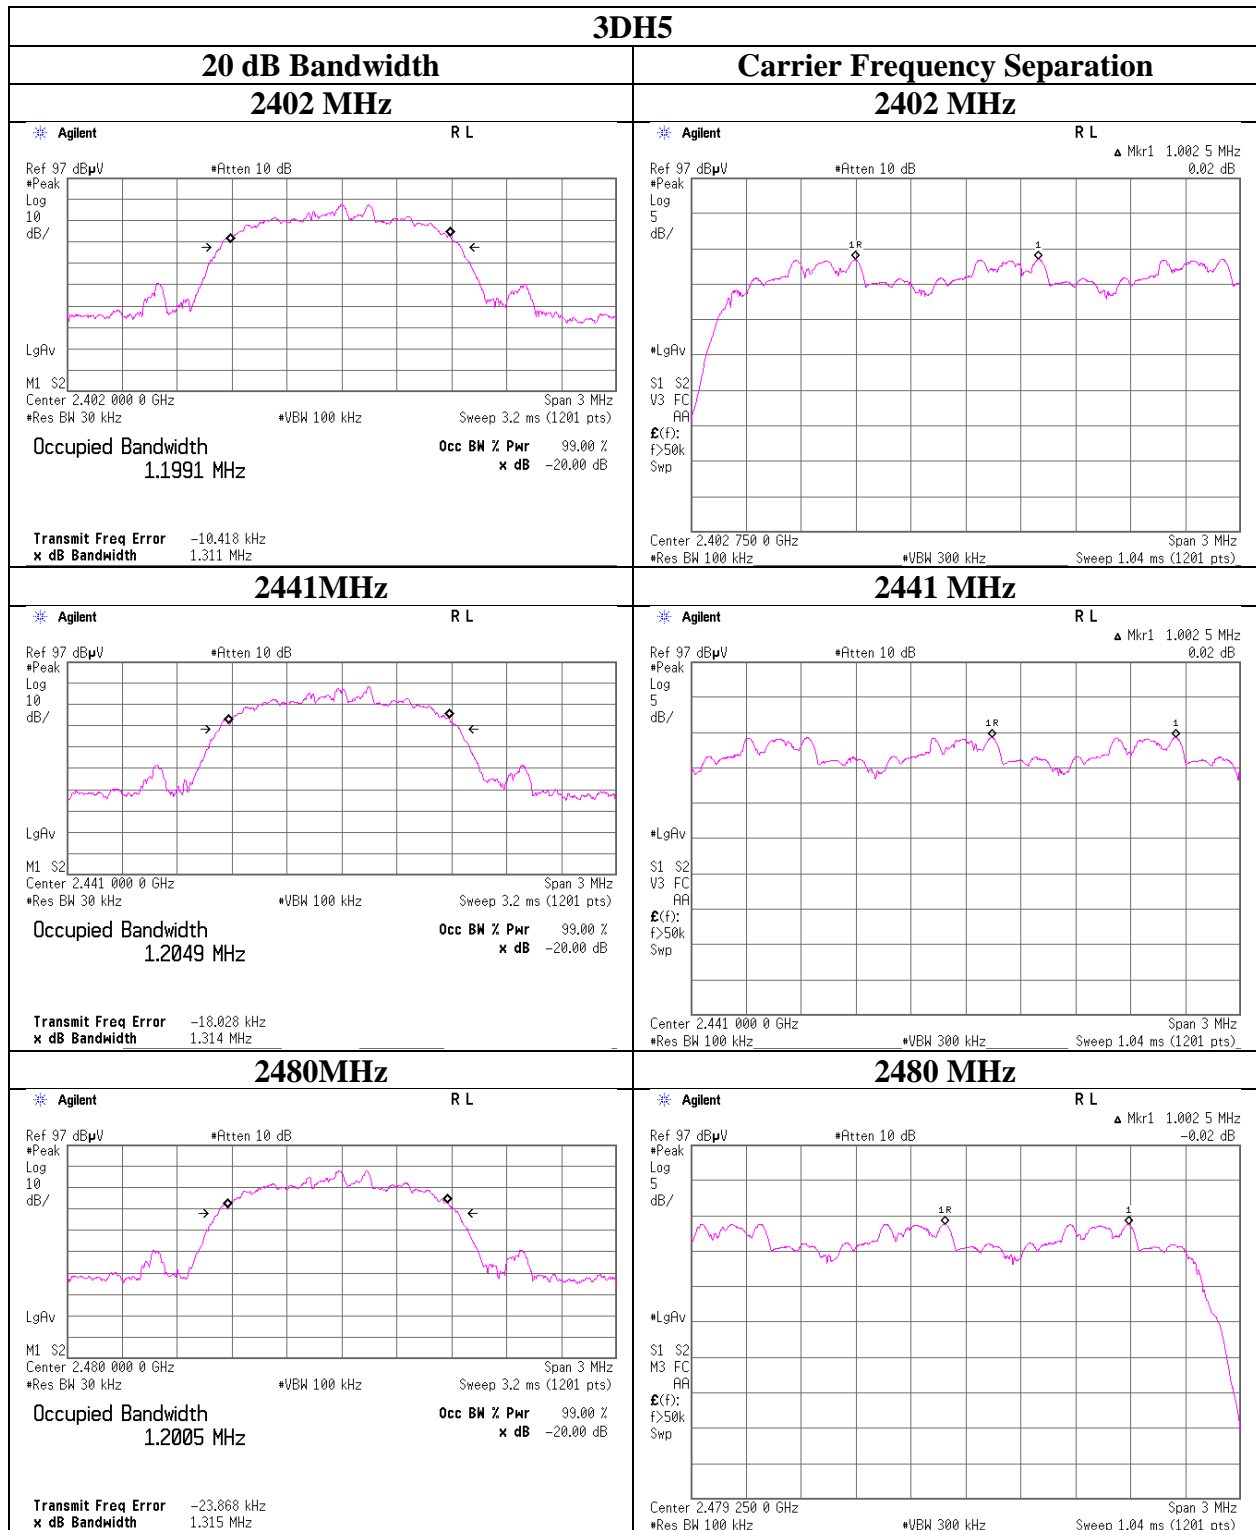 3DH5
20 dB Bandwidth
Carrier Frequency Separation
2402 MHz
2402 MHz
Agilent R L
Ref 97 dBµV #Atten 10 dB
#Peak
Log
10
dB/
LgAv
M1 S2
Center 2.402 000 0 GHz Span 3 MHz
#Res BW 30 kHz #VBW 100 kHz Sweep 3.2 ms (1201 pts)
Occupied Bandwidth Occ BW % Pwr 99.00 %
1.1991 MHz x dB -20.00 dB
Transmit Freq Error -10.418 kHz
x dB Bandwidth 1.311 MHz
Agilent R L
Δ Mkr1 1.002 5 MHz
Ref 97 dBµV #Atten 10 dB 0.02 dB
#Peak
Log
5
dB/
1R 1
#LgAv
S1 S2
V3 FC
AA
£(f):
f>50k
Swp
Center 2.402 750 0 GHz Span 3 MHz
#Res BW 100 kHz #VBW 300 kHz Sweep 1.04 ms (1201 pts)
2441MHz
2441 MHz
Agilent R L
Ref 97 dBµV #Atten 10 dB
#Peak
Log
10
dB/
LgAv
M1 S2
Center 2.441 000 0 GHz Span 3 MHz
#Res BW 30 kHz #VBW 100 kHz Sweep 3.2 ms (1201 pts)
Occupied Bandwidth Occ BW % Pwr 99.00 %
1.2049 MHz x dB -20.00 dB
Transmit Freq Error -18.028 kHz
x dB Bandwidth 1.314 MHz
Agilent R L
Δ Mkr1 1.002 5 MHz
Ref 97 dBµV #Atten 10 dB 0.02 dB
#Peak
Log
5
dB/
1R 1
#LgAv
S1 S2
V3 FC
AA
£(f):
f>50k
Swp
Center 2.441 000 0 GHz Span 3 MHz
#Res BW 100 kHz #VBW 300 kHz Sweep 1.04 ms (1201 pts)
2480MHz
2480 MHz
Agilent R L
Ref 97 dBµV #Atten 10 dB
#Peak
Log
10
dB/
LgAv
M1 S2
Center 2.480 000 0 GHz Span 3 MHz
#Res BW 30 kHz #VBW 100 kHz Sweep 3.2 ms (1201 pts)
Occupied Bandwidth Occ BW % Pwr 99.00 %
1.2005 MHz x dB -20.00 dB
Transmit Freq Error -23.868 kHz
x dB Bandwidth 1.315 MHz
Agilent R L
Δ Mkr1 1.002 5 MHz
Ref 97 dBµV #Atten 10 dB -0.02 dB
#Peak
Log
5
dB/
1R 1
#LgAv
S1 S2
M3 FC
AA
£(f):
f>50k
Swp
Center 2.479 250 0 GHz Span 3 MHz
#Res BW 100 kHz #VBW 300 kHz Sweep 1.04 ms (1201 pts)